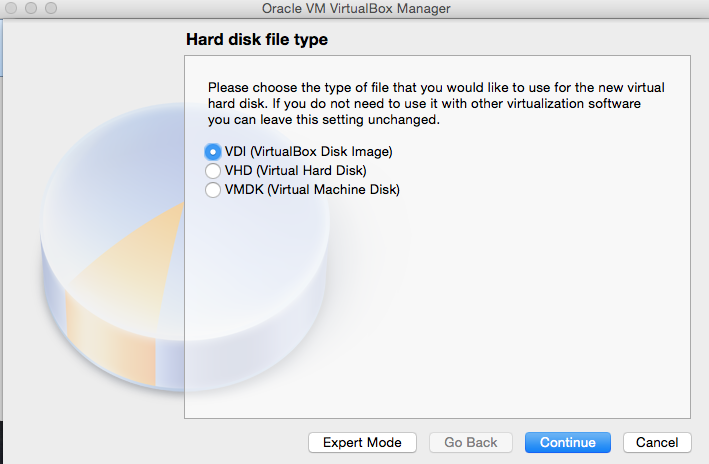 Oracle VM VirtualBox Manager
Hard disk file type
Please choose the type of file that you would like to use for the new virtual
hard disk. If you do not need to use it with other virtualization software
you can leave this setting unchanged.
VDI (VirtualBox Disk Image)
VHD (Virtual Hard Disk)
VMDK (Virtual Machine Disk)
Expert Mode
Go Back
Continue
Cancel